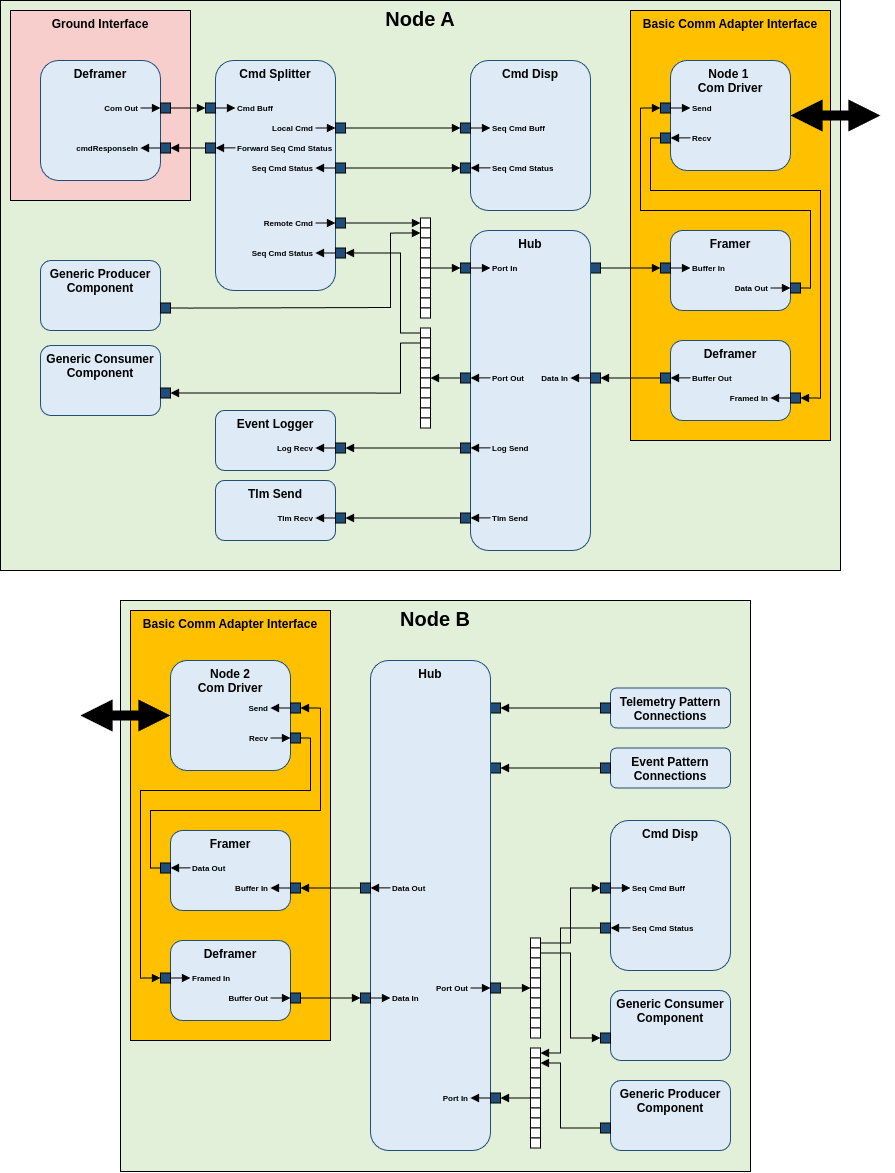 Node A
Ground Interface
Deframer
Com Out
cmdResponseIn
Cmd Splitter
Cmd Buff
Local Cmd
Forward Seq Cmd Status
Seq Cmd Status
Remote Cmd
Seq Cmd Status
Cmd Disp
Seq Cmd Buff
Seq Cmd Status
Basic Comm Adapter Interface
Node 1
Com Driver
Send
Recv
Framer
Buffer In
Data Out
Deframer
Buffer Out
Framed In
Hub
Port In
Port Out
Data In
Log Send
Tlm Send
Generic Producer
Component
Generic Consumer
Component
Event Logger
Log Recv
Tlm Send
Tlm Recv
Node B
Basic Comm Adapter Interface
Node 2
Com Driver
Send
Recv
Framer
Data Out
Buffer In
Deframer
Framed In
Buffer Out
Hub
Data Out
Data In
Port Out
Port In
Telemetry Pattern
Connections
Event Pattern
Connections
Cmd Disp
Seq Cmd Buff
Seq Cmd Status
Generic Consumer
Component
Generic Producer
Component